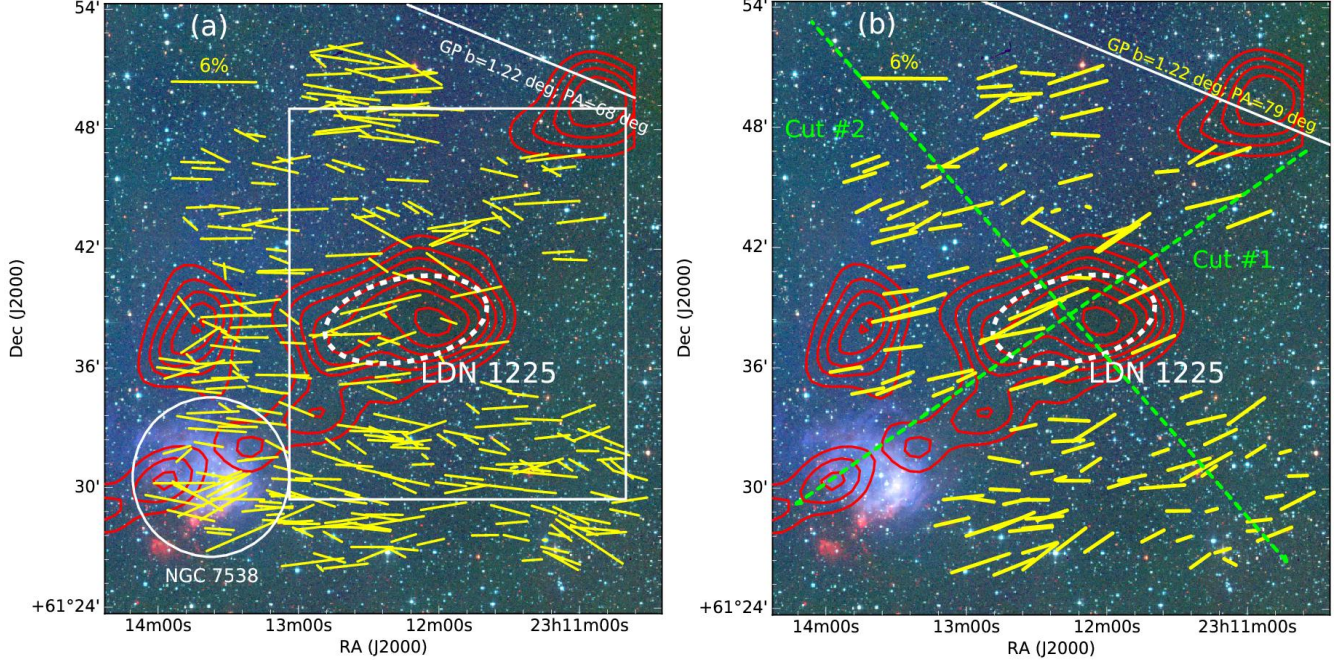 (a)
6%
GP b=1.22 deg; PA=68 deg
LDN 1225
NGC 7538
54'
48'
42'
36'
30'
+61°24'
Dec (J2000)
14m00s
13m00s
12m00s
23h11m00s
RA (J2000)
(b)
6%
GP b=1.22 deg; PA=79 deg
Cut #2
Cut #1
LDN 1225
54'
48'
42'
36'
30'
+61°24'
Dec (J2000)
14m00s
13m00s
12m00s
23h11m00s
RA (J2000)